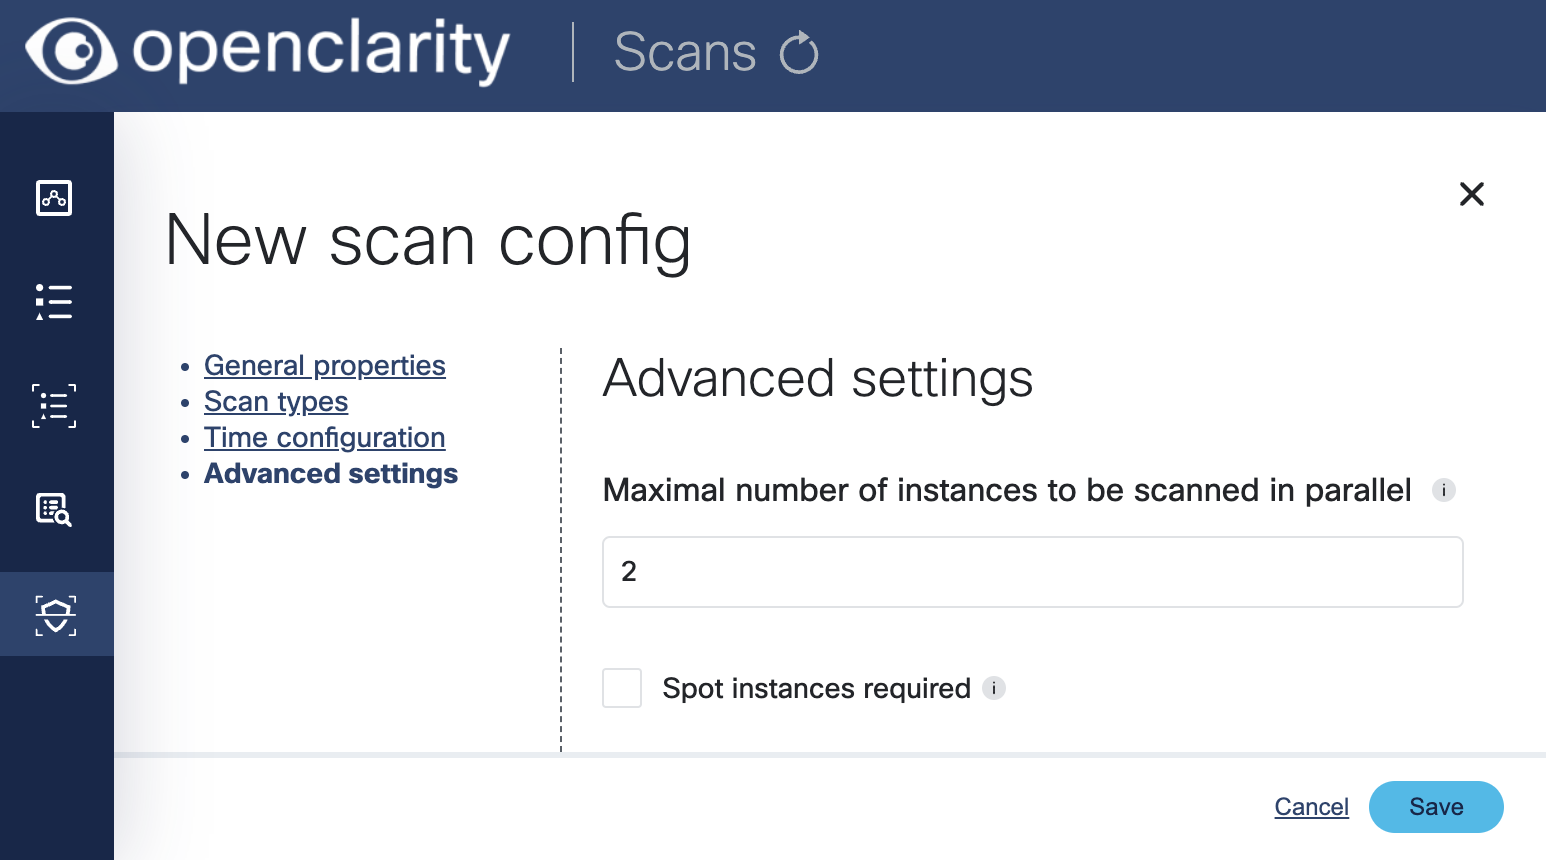 openclarity
Scans
New scan config
General properties
Scan types
Time configuration
Advanced settings
Advanced settings
Maximal number of instances to be scanned in parallel i
2
Spot instances required i
Cancel
Save